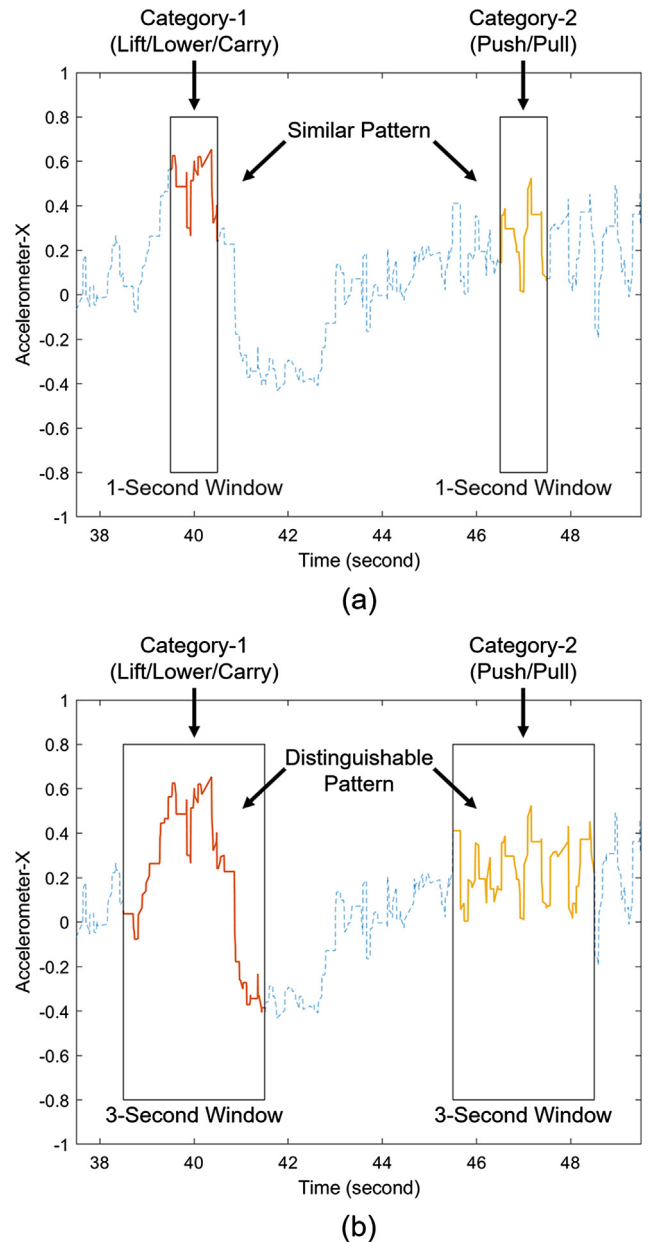 Category-1
(Lift/Lower/Carry)
Category-2
(Push/Pull)
1
0.8
0.6
0.4
0.2
0
-0.2
-0.4
-0.6
-0.8
-1
Accelerometer-X
Similar Pattern
1-Second Window
1-Second Window
38
40
42
44
46
48
Time (second)
(a)
Category-1
(Lift/Lower/Carry)
Category-2
(Push/Pull)
1
0.8
0.6
0.4
0.2
0
-0.2
-0.4
-0.6
-0.8
-1
Accelerometer-X
Distinguishable
Pattern
3-Second Window
3-Second Window
38
40
42
44
46
48
Time (second)
(b)